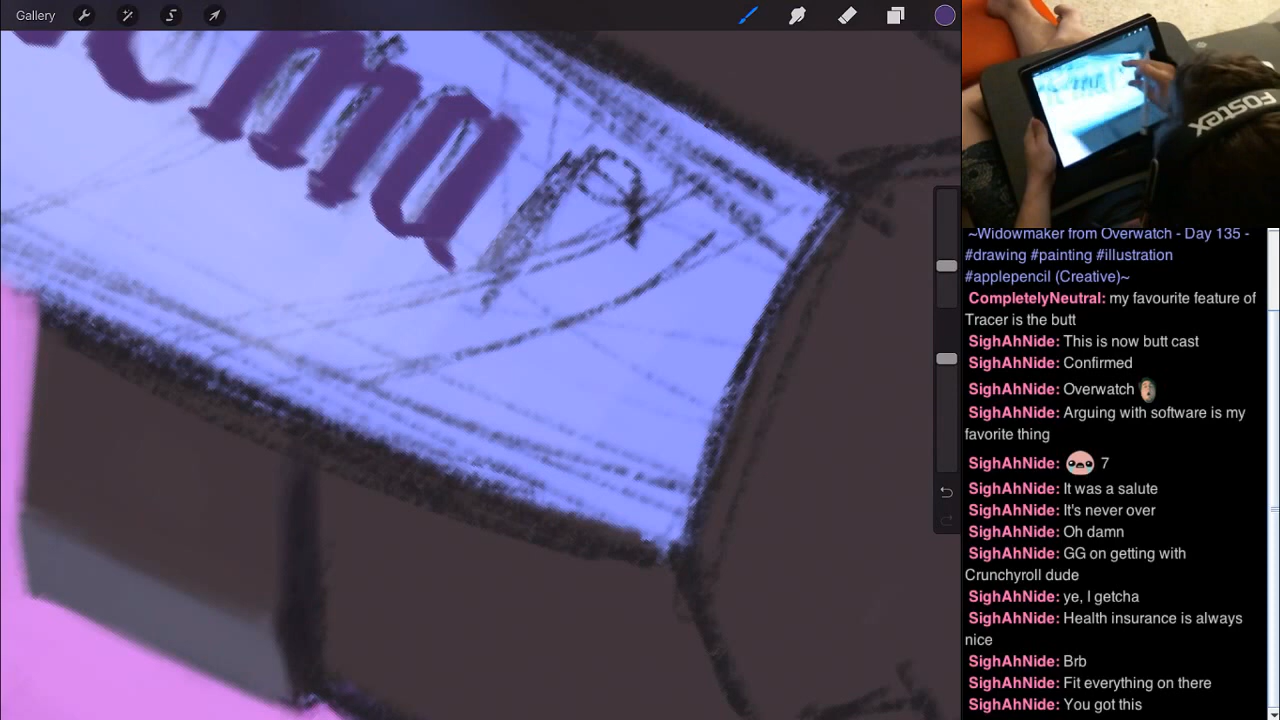 Gallery
FOSTEX
~Widowmaker from Overwatch - Day 135 -
#drawing #painting #illustration
#applepencil (Creative)~
CompletelyNeutral: my favourite feature of
Tracer is the butt
SighAhNide: This is now butt cast
SighAhNide: Confirmed
SighAhNide: Overwatch
SighAhNide: Arguing with software is my
favorite thing
SighAhNide: 7
SighAhNide: It was a salute
SighAhNide: It's never over
SighAhNide: Oh damn
SighAhNide: GG on getting with
Crunchyroll dude
SighAhNide: ye, I getcha
SighAhNide: Health insurance is always
nice
SighAhNide: Brb
SighAhNide: Fit everything on there
SighAhNide: You got this